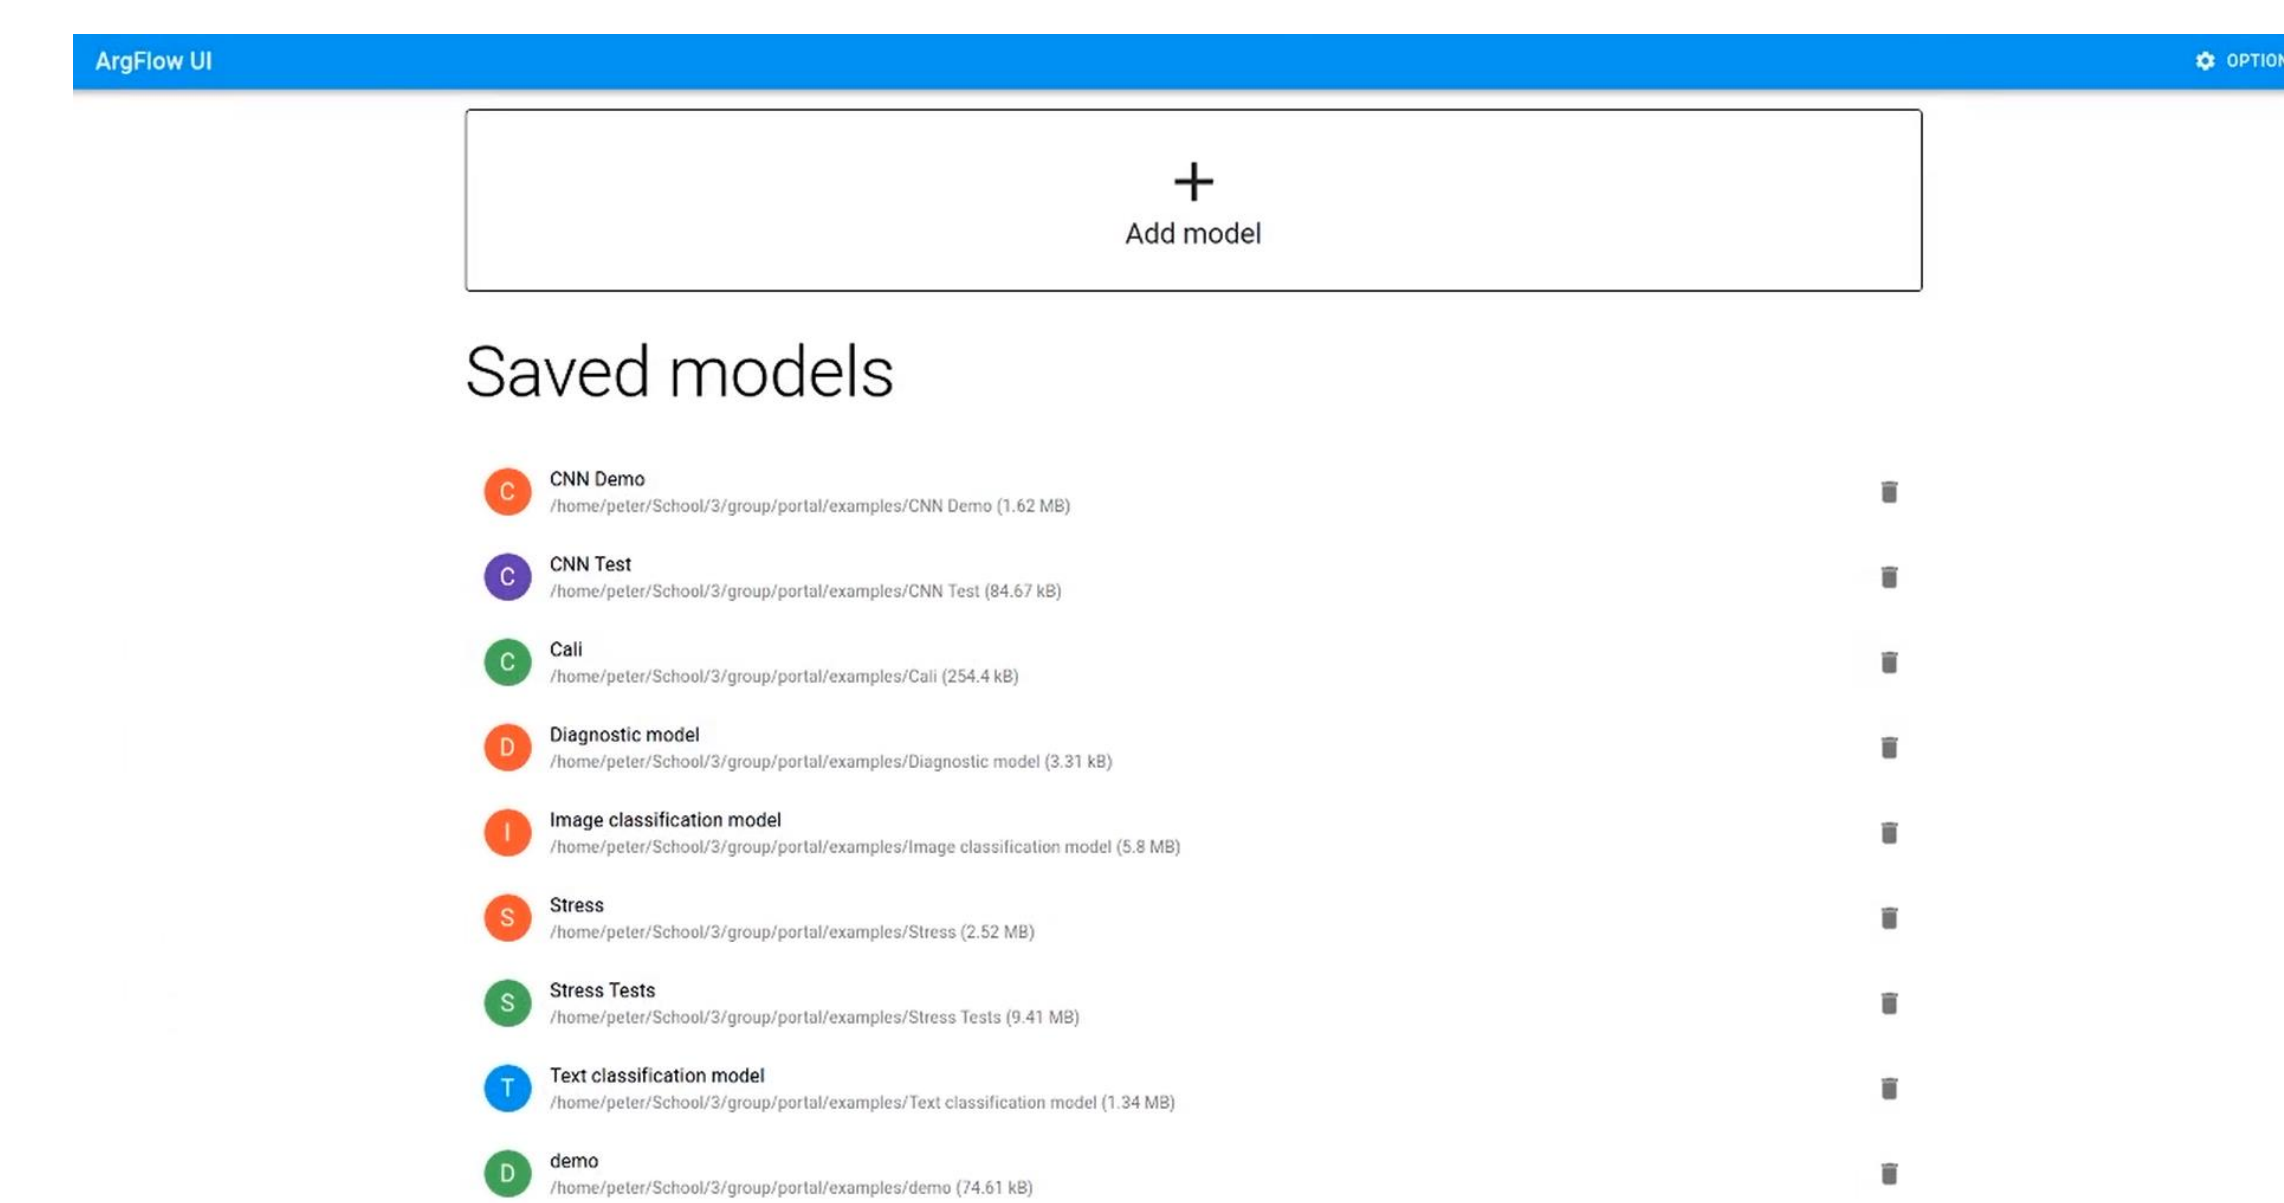 ArgFlow UI
OPTION
Add model
Saved models
C
CNN Demo
/home/peter/School/3/group/portal/examples/CNN Demo (1.62 MB)
C
CNN Test
/home/peter/School/3/group/portal/examples/CNN Test (84.67 kB)
C
Cali
/home/peter/School/3/group/portal/examples/Cali (254.4 kB)
D
Diagnostic model
/home/peter/School/3/group/portal/examples/Diagnostic model (3.31 kB)
I
Image classification model
/home/peter/School/3/group/portal/examples/Image classification model (5.8 MB)
S
Stress
/home/peter/School/3/group/portal/examples/Stress (2.52 MB)
S
Stress Tests
/home/peter/School/3/group/portal/examples/Stress Tests (9.41 MB)
T
Text classification model
/home/peter/School/3/group/portal/examples/Text classification model (1.34 MB)
D
demo
/home/peter/School/3/group/portal/examples/demo (74.61 kB)